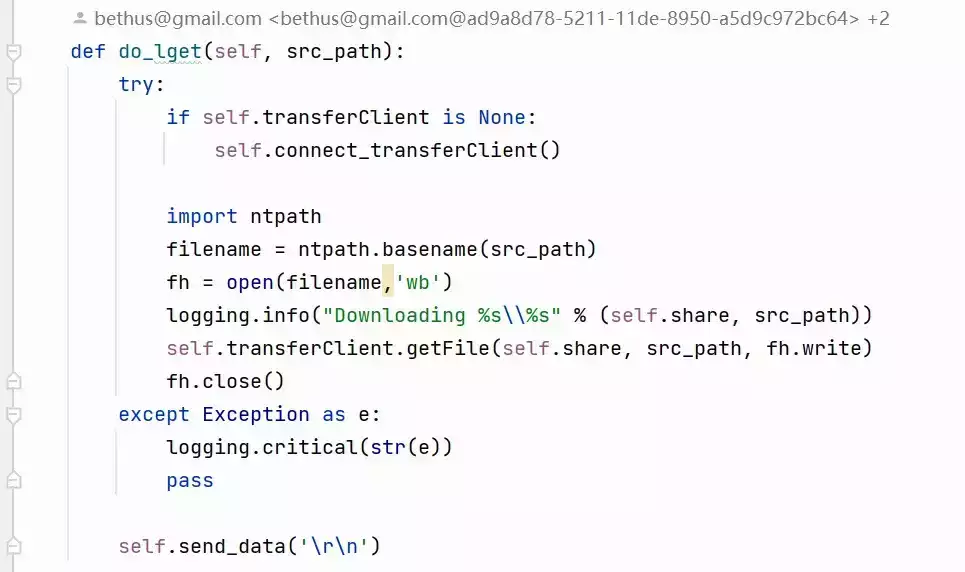 bethus@gmail.com <bethus@gmail.com@ad9a8d78-5211-11de-8950-a5d9c972bc64> +2
def do_lget(self, src_path):
    try:
        if self.transferClient is None:
            self.connect_transferClient()
        import ntpath
        filename = ntpath.basename(src_path)
        fh = open(filename,'wb')
        logging.info("Downloading %s\\%s" % (self.share, src_path))
        self.transferClient.getFile(self.share, src_path, fh.write)
        fh.close()
    except Exception as e:
        logging.critical(str(e))
        pass
    self.send_data('\r\n')